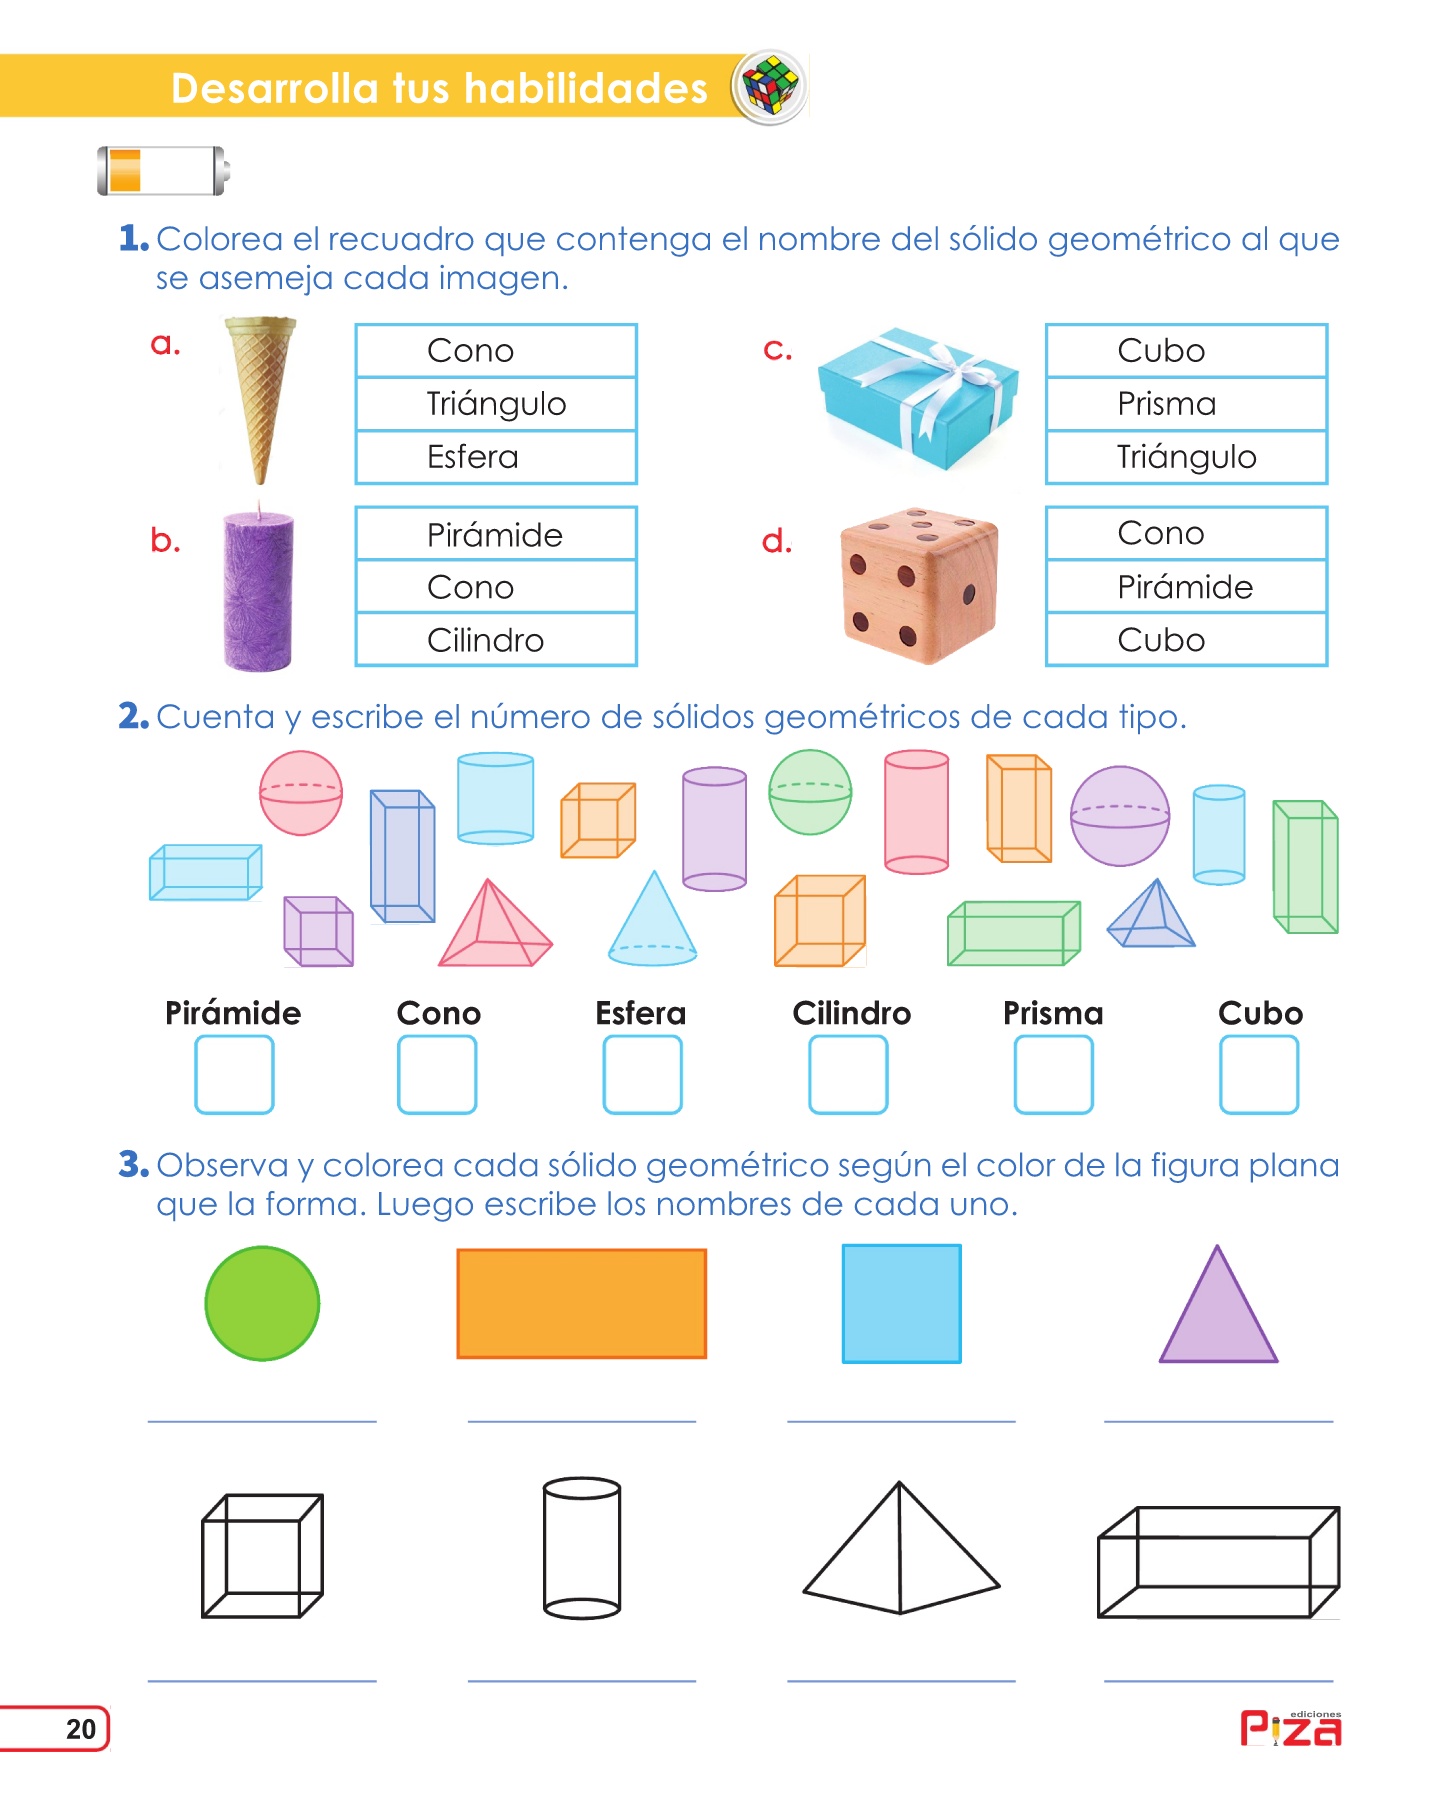 Desarrolla tus habilidades
1. Colorea el recuadro que contenga el nombre del sólido geométrico al que
se asemeja cada imagen.
a.
Cono
Triángulo
Esfera
c.
Cubo
Prisma
Triángulo
b.
Pirámide
Cono
Cilindro
d.
Cono
Pirámide
Cubo
2. Cuenta y escribe el número de sólidos geométricos de cada tipo.
Pirámide Cono Esfera Cilindro Prisma Cubo
3. Observa y colorea cada sólido geométrico según el color de la figura plana
que la forma. Luego escribe los nombres de cada uno.
20
ediciones
Piza